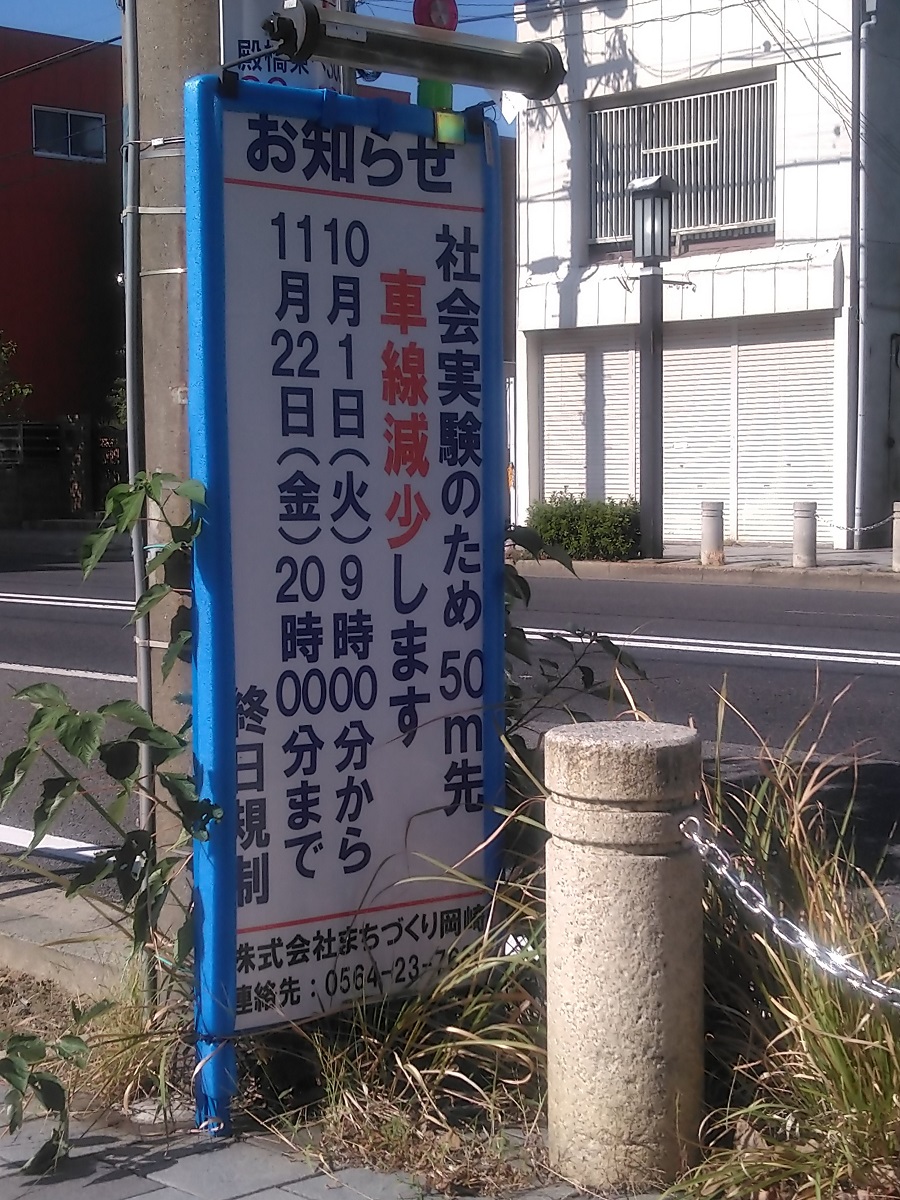 お知らせ
社会実験のため 50m先
車線減少します
10月1日(火)9時00分から
11月22日(金)20時00分まで
終日規制
株式会社まちづくり岡崎
連絡先:0564-23-